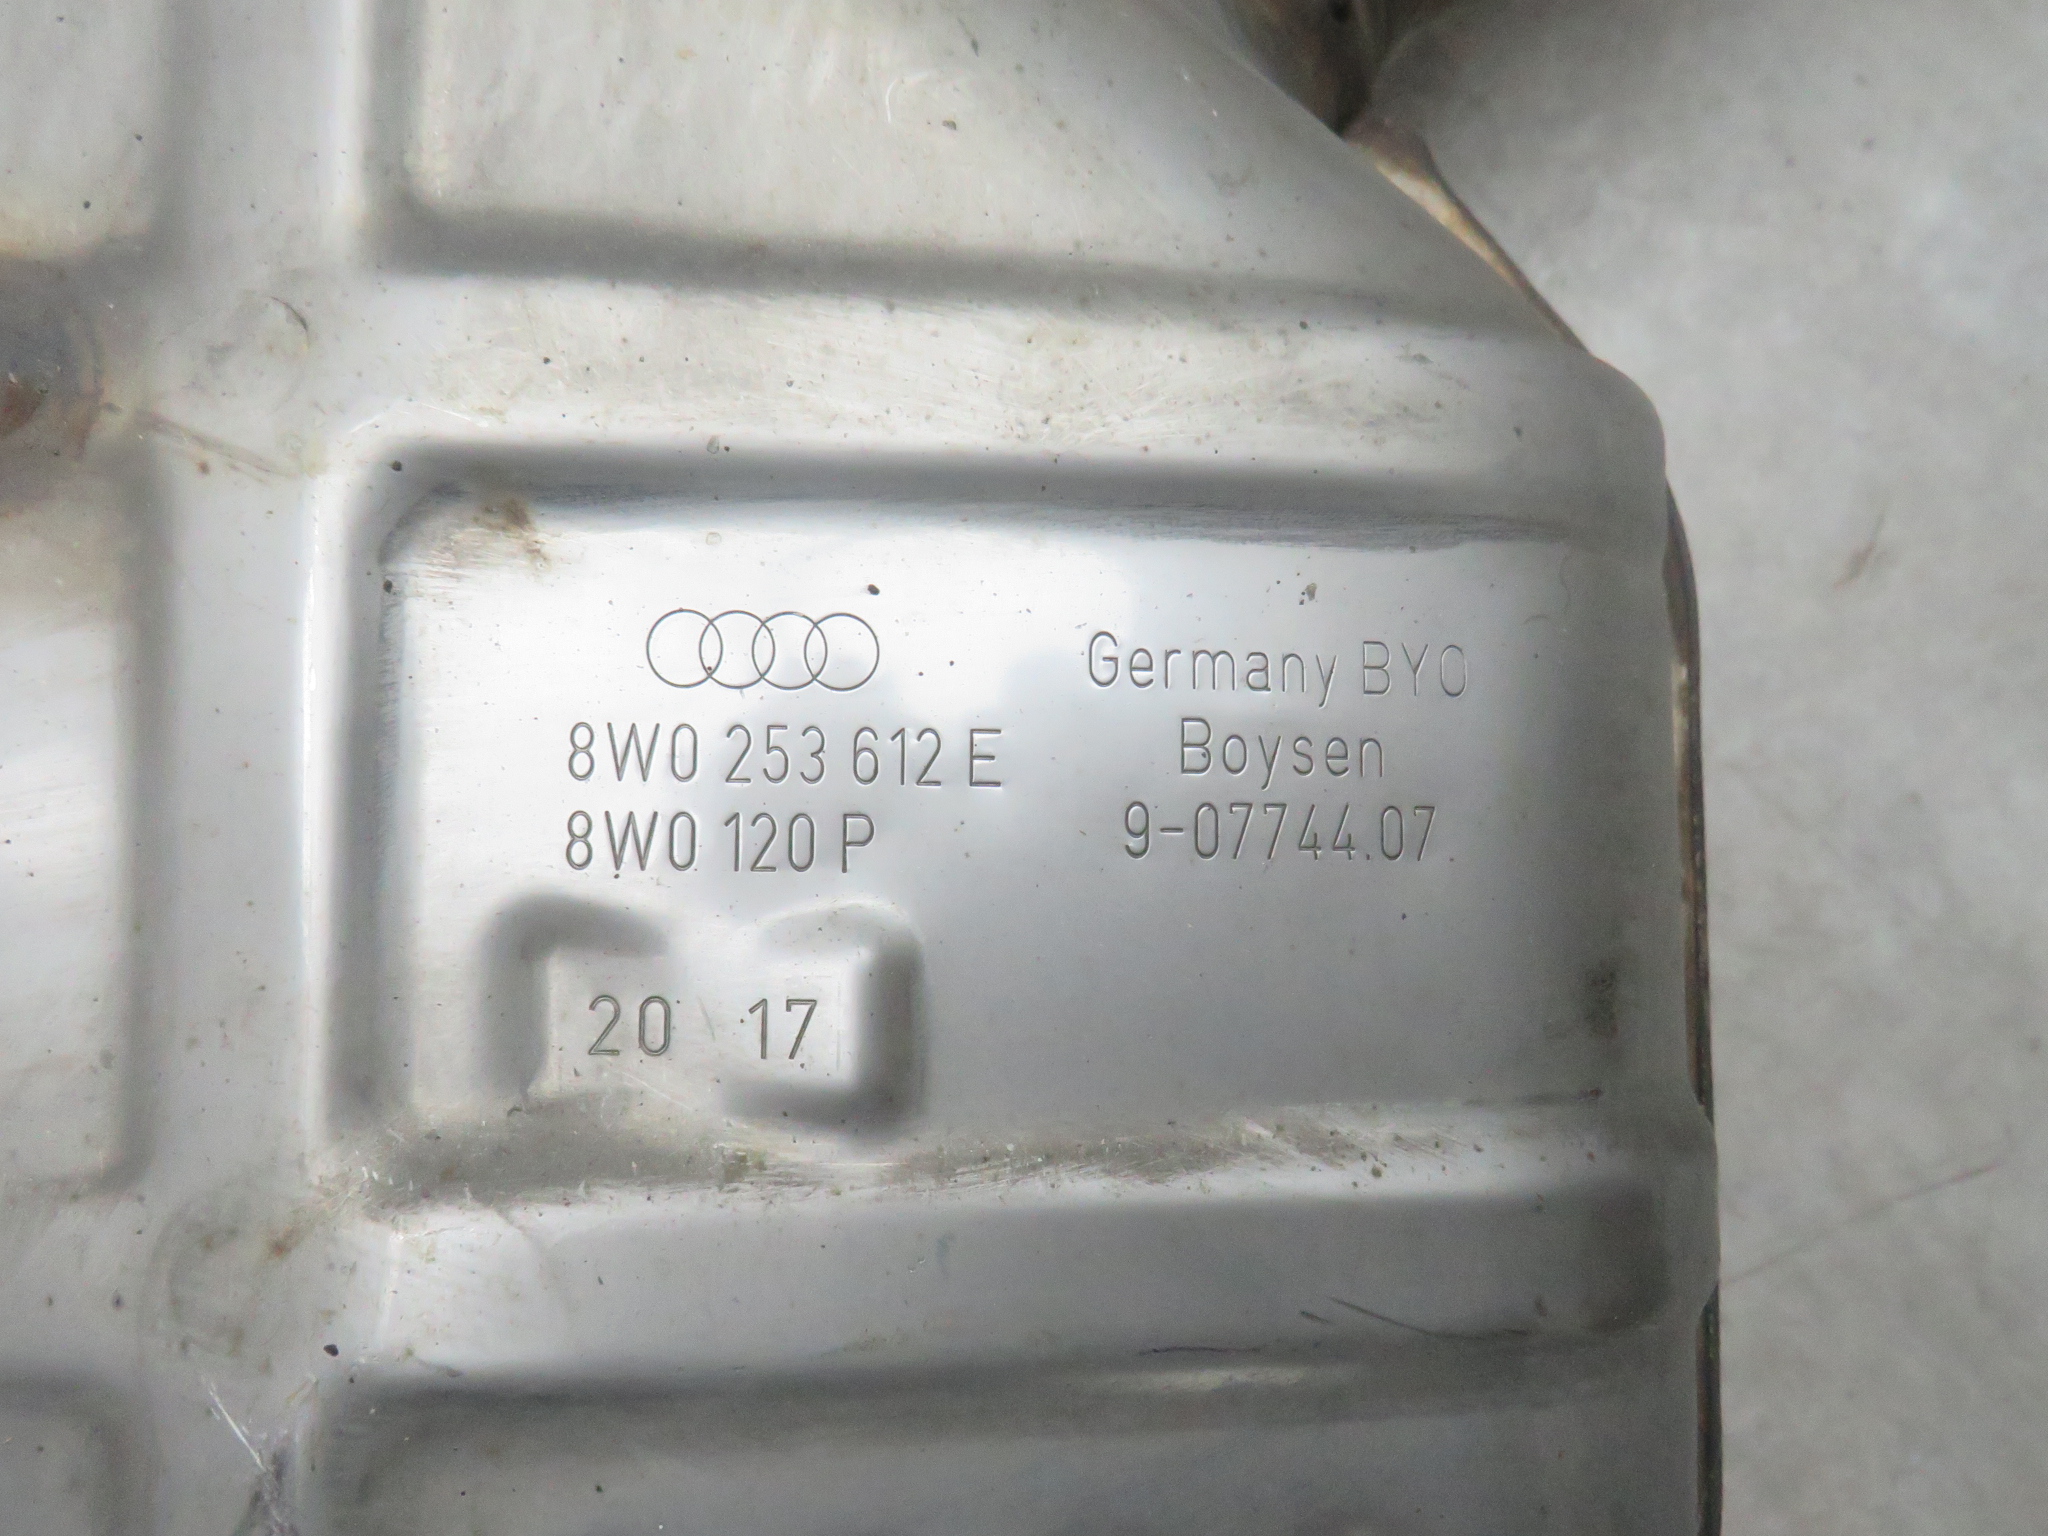 8W0 253 612 E
8W0 120 P
20 17
Germany BYO
Boysen
9-07744.07